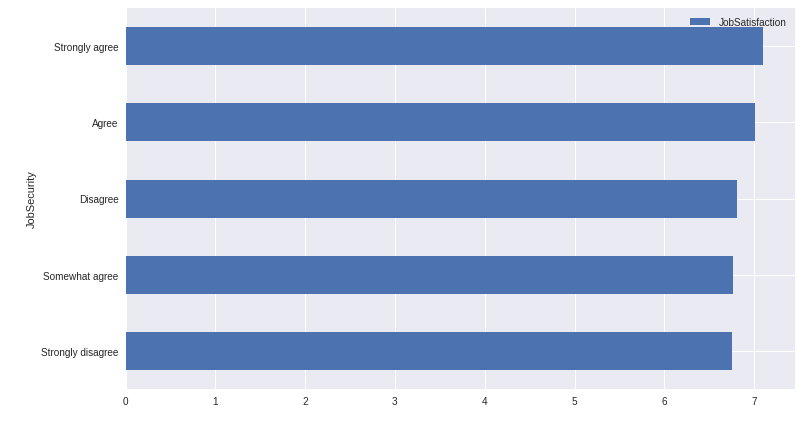 JobSatisfaction
Strongly agree
Agree
Disagree
Somewhat agree
Strongly disagree
JobSecurity
0 1 2 3 4 5 6 7